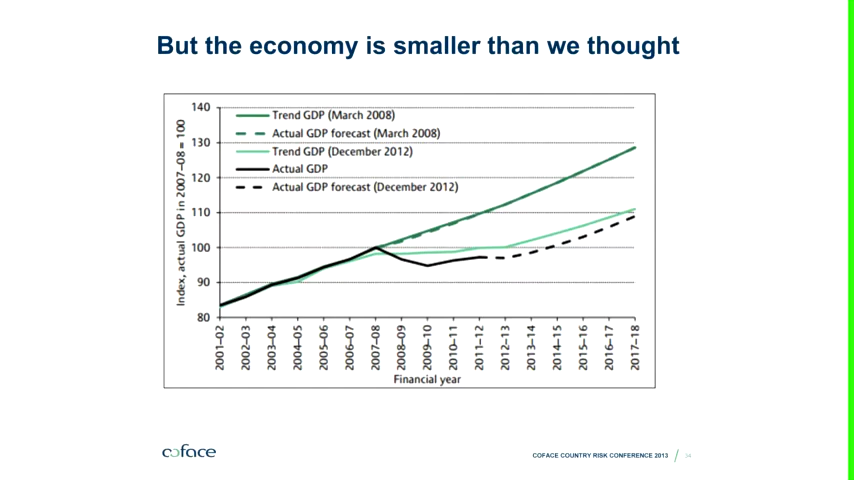 But the economy is smaller than we thought
Index, actual GDP in 2007–08 = 100
140
130
120
110
100
90
80
Trend GDP (March 2008)
Actual GDP forecast (March 2008)
Trend GDP (December 2012)
Actual GDP
Actual GDP forecast (December 2012)
2001–02
2002–03
2003–04
2004–05
2005–06
2006–07
2007–08
2008–09
2009–10
2010–11
2011–12
2012–13
2013–14
2014–15
2015–16
2016–17
2017–18
Financial year
coface
COFACE COUNTRY RISK CONFERENCE 2013 /